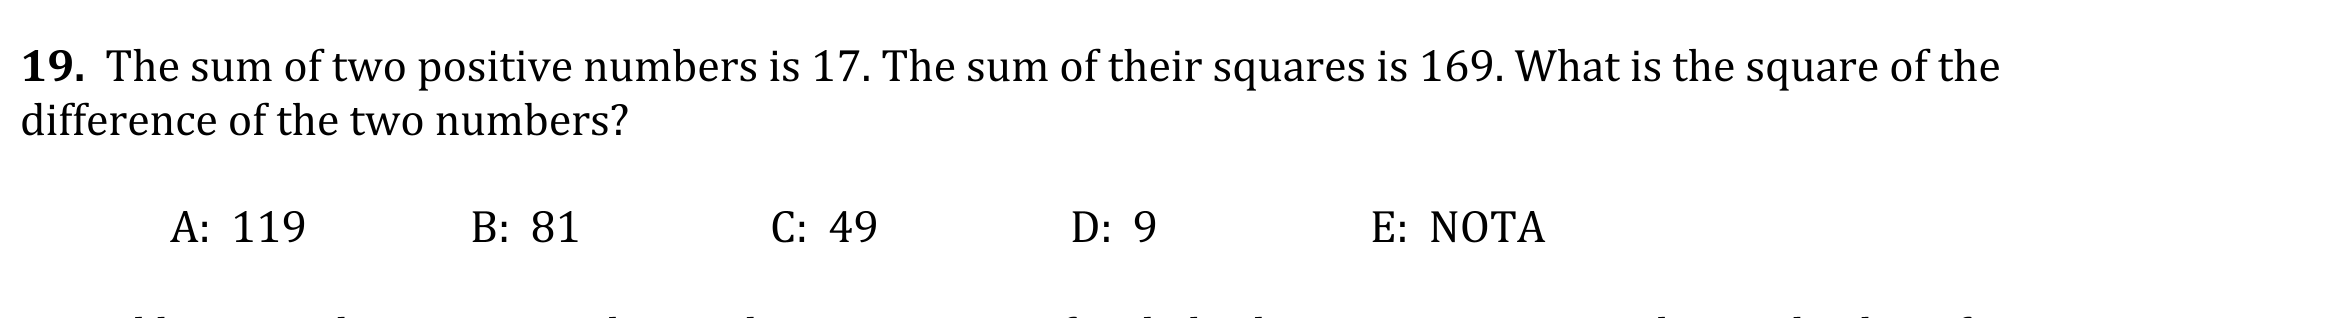 19. The sum of two positive numbers is 17. The sum of their squares is 169. What is the square of the
difference of the two numbers?
A: 119 B: 81 C: 49 D: 9 E: NOTA